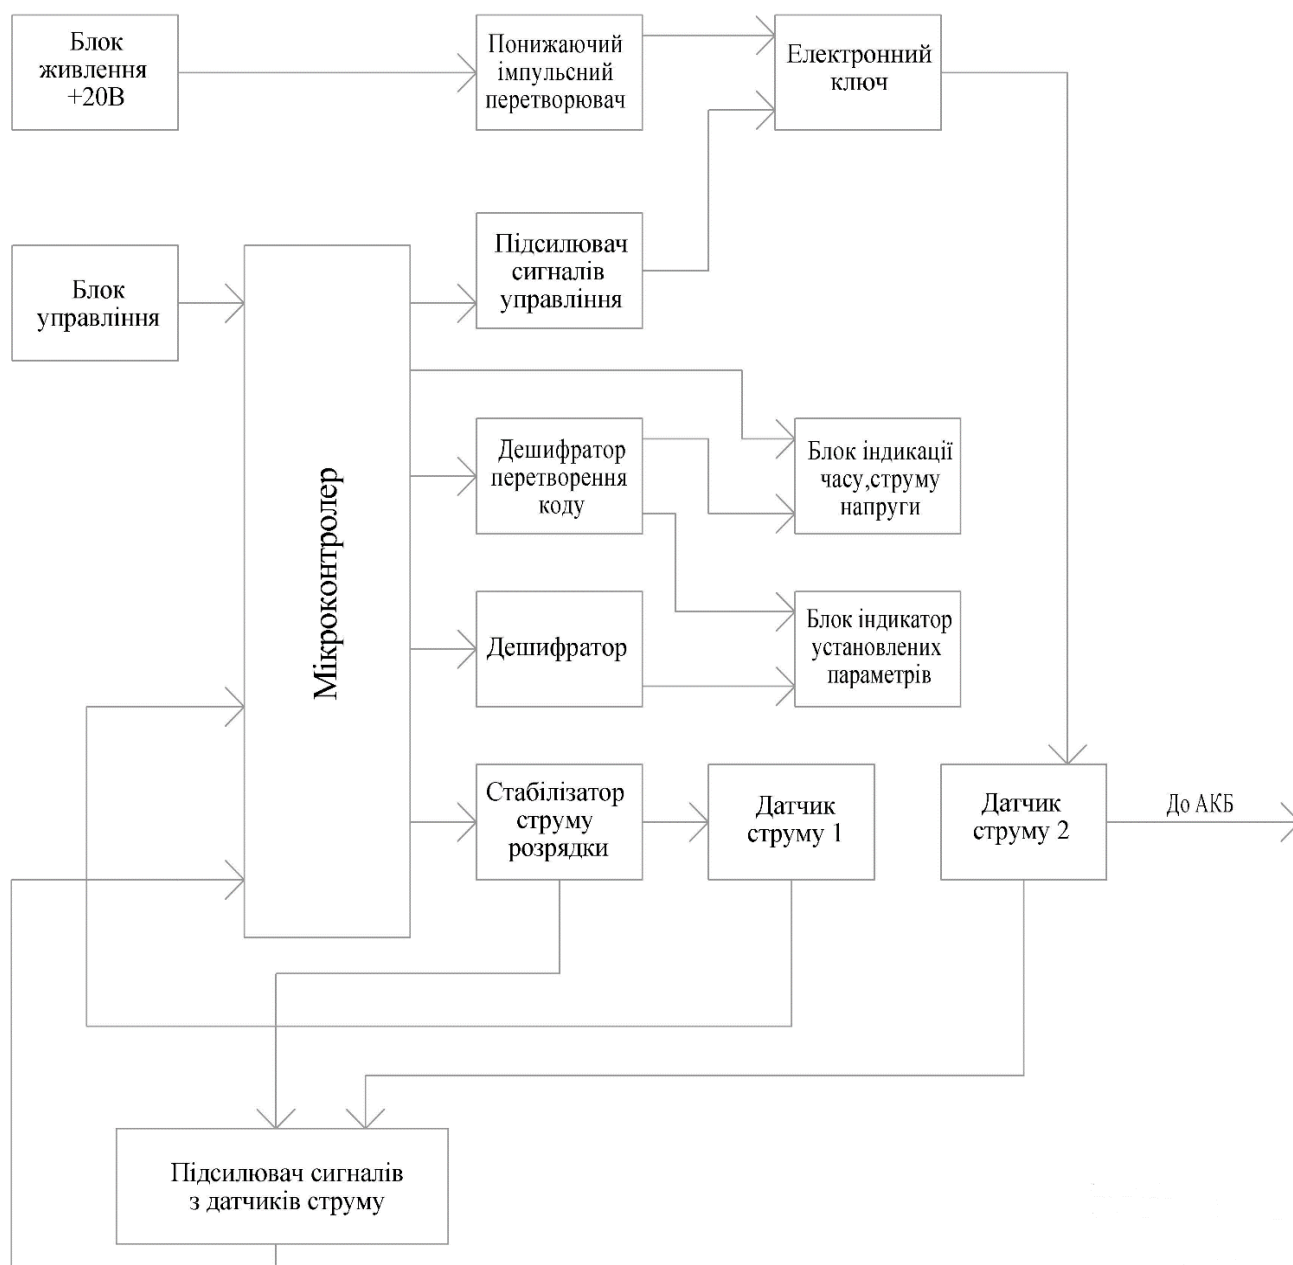 Блок
живлення
+20В
Понижаючий
імпульсний
перетворювач
Електронний
ключ
Блок
управління
Мікроконтролер
Підсилювач
сигналів
управління
Дешифратор
перетворення
коду
Блок індикації
часу,струму
напруги
Дешифратор
Блок індикатор
установлених
параметрів
Стабілізатор
струму
розрядки
Датчик
струму 1
Датчик
струму 2
До АКБ
Підсилювач сигналів
з датчиків струму